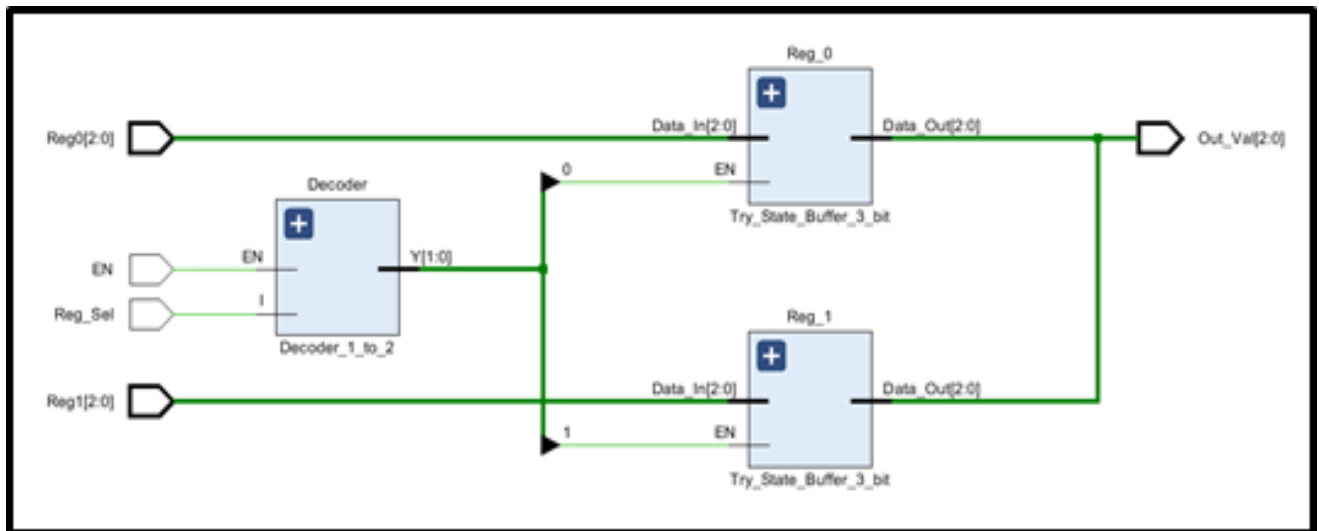 Reg_0
Reg0[2:0]
Data_In[2:0]
Data_Out[2:0]
Out_Val[2:0]
0
EN
Try_State_Buffer_3_bit
Decoder
EN
EN
Y[1:0]
Reg_Sel
I
Decoder_1_to_2
Reg_1
Reg1[2:0]
Data_In[2:0]
Data_Out[2:0]
1
EN
Try_State_Buffer_3_bit